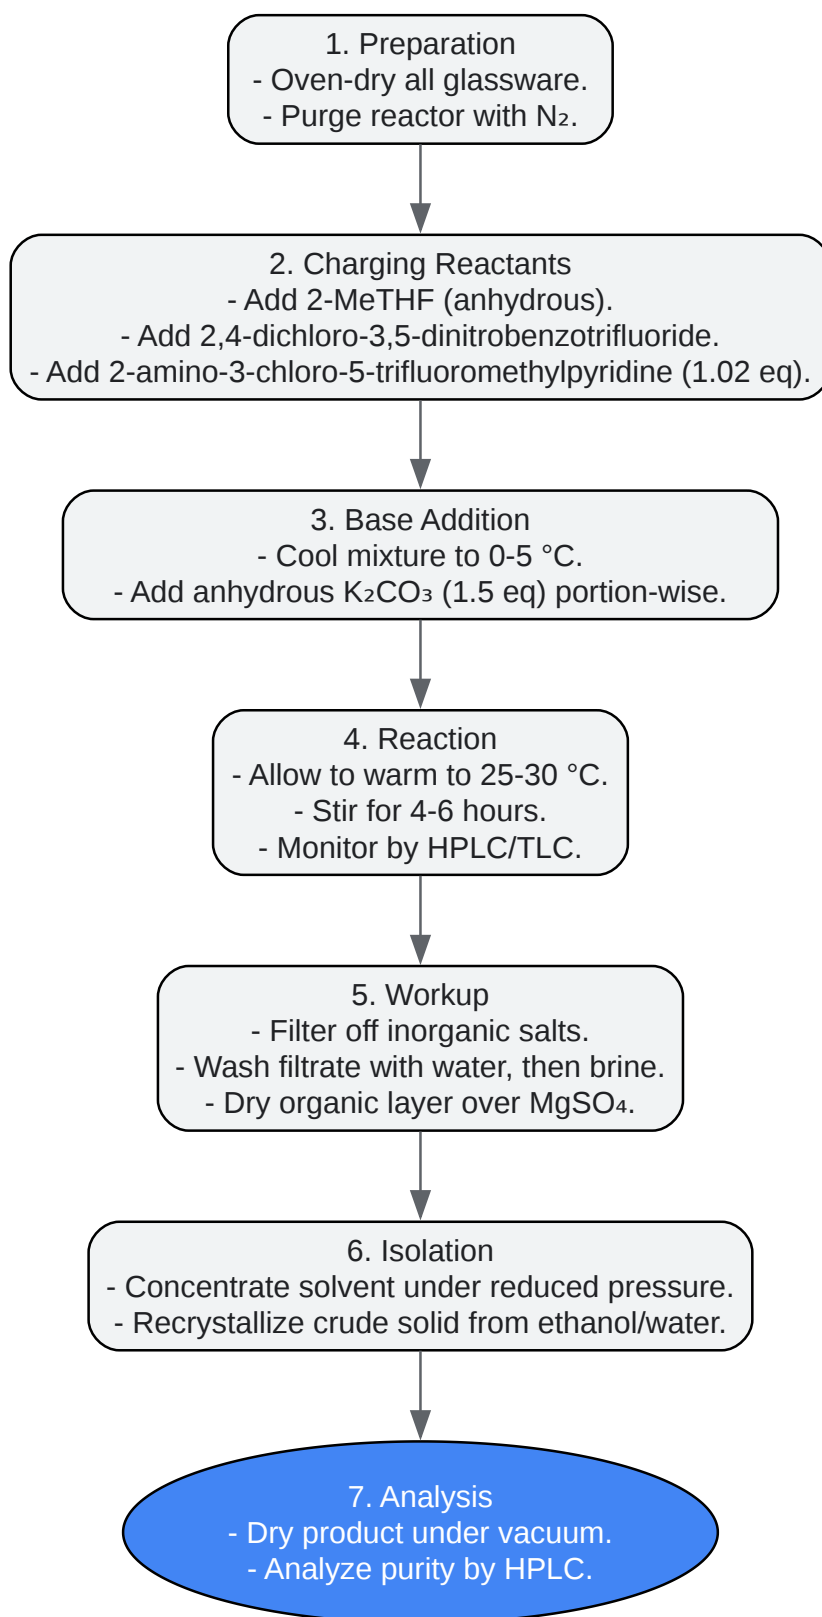 1. Preparation
- Oven-dry all glassware.
- Purge reactor with N₂.
2. Charging Reactants
- Add 2-MeTHF (anhydrous).
- Add 2,4-dichloro-3,5-dinitrobenzotrifluoride.
- Add 2-amino-3-chloro-5-trifluoromethylpyridine (1.02 eq).
3. Base Addition
- Cool mixture to 0-5 °C.
- Add anhydrous K₂CO₃ (1.5 eq) portion-wise.
4. Reaction
- Allow to warm to 25-30 °C.
- Stir for 4-6 hours.
- Monitor by HPLC/TLC.
5. Workup
- Filter off inorganic salts.
- Wash filtrate with water, then brine.
- Dry organic layer over MgSO₄.
6. Isolation
- Concentrate solvent under reduced pressure.
- Recrystallize crude solid from ethanol/water.
7. Analysis
- Dry product under vacuum.
- Analyze purity by HPLC.